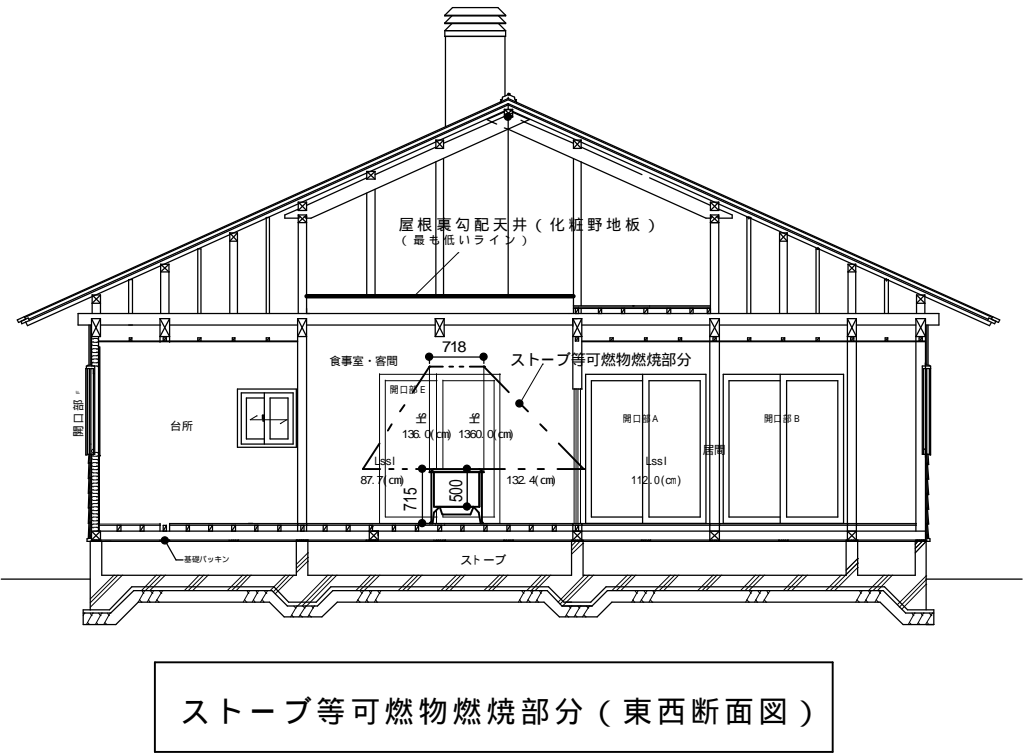 屋根裏勾配天井（化粧野地板）
（最も低いライン）
718
食事室・客間
ストーブ等可燃物燃焼部分
開口部E
開口部A
開口部B
開口部
台所
Hs
Hs
136.0(cm)
1360.0(cm)
居間
Lssl
87.7(cm)
132.4(cm)
Lssl
112.0(cm)
715
500
基礎パッキン
ストーブ
ストーブ等可燃物燃焼部分（東西断面図）